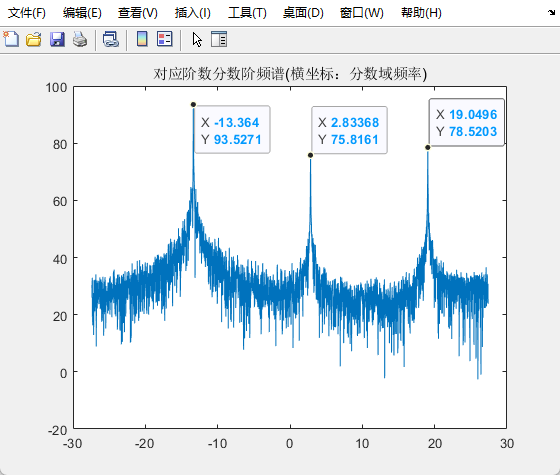 文件(F) 编辑(E) 查看(V) 插入(I) 工具(T) 桌面(D) 窗口(W) 帮助(H)
对应阶数分数阶频谱(横坐标：分数域频率)
100
80
60
40
20
0
-20
X -13.364
Y 93.5271
X 2.83368
Y 75.8161
X 19.0496
Y 78.5203
-30 -20 -10 0 10 20 30